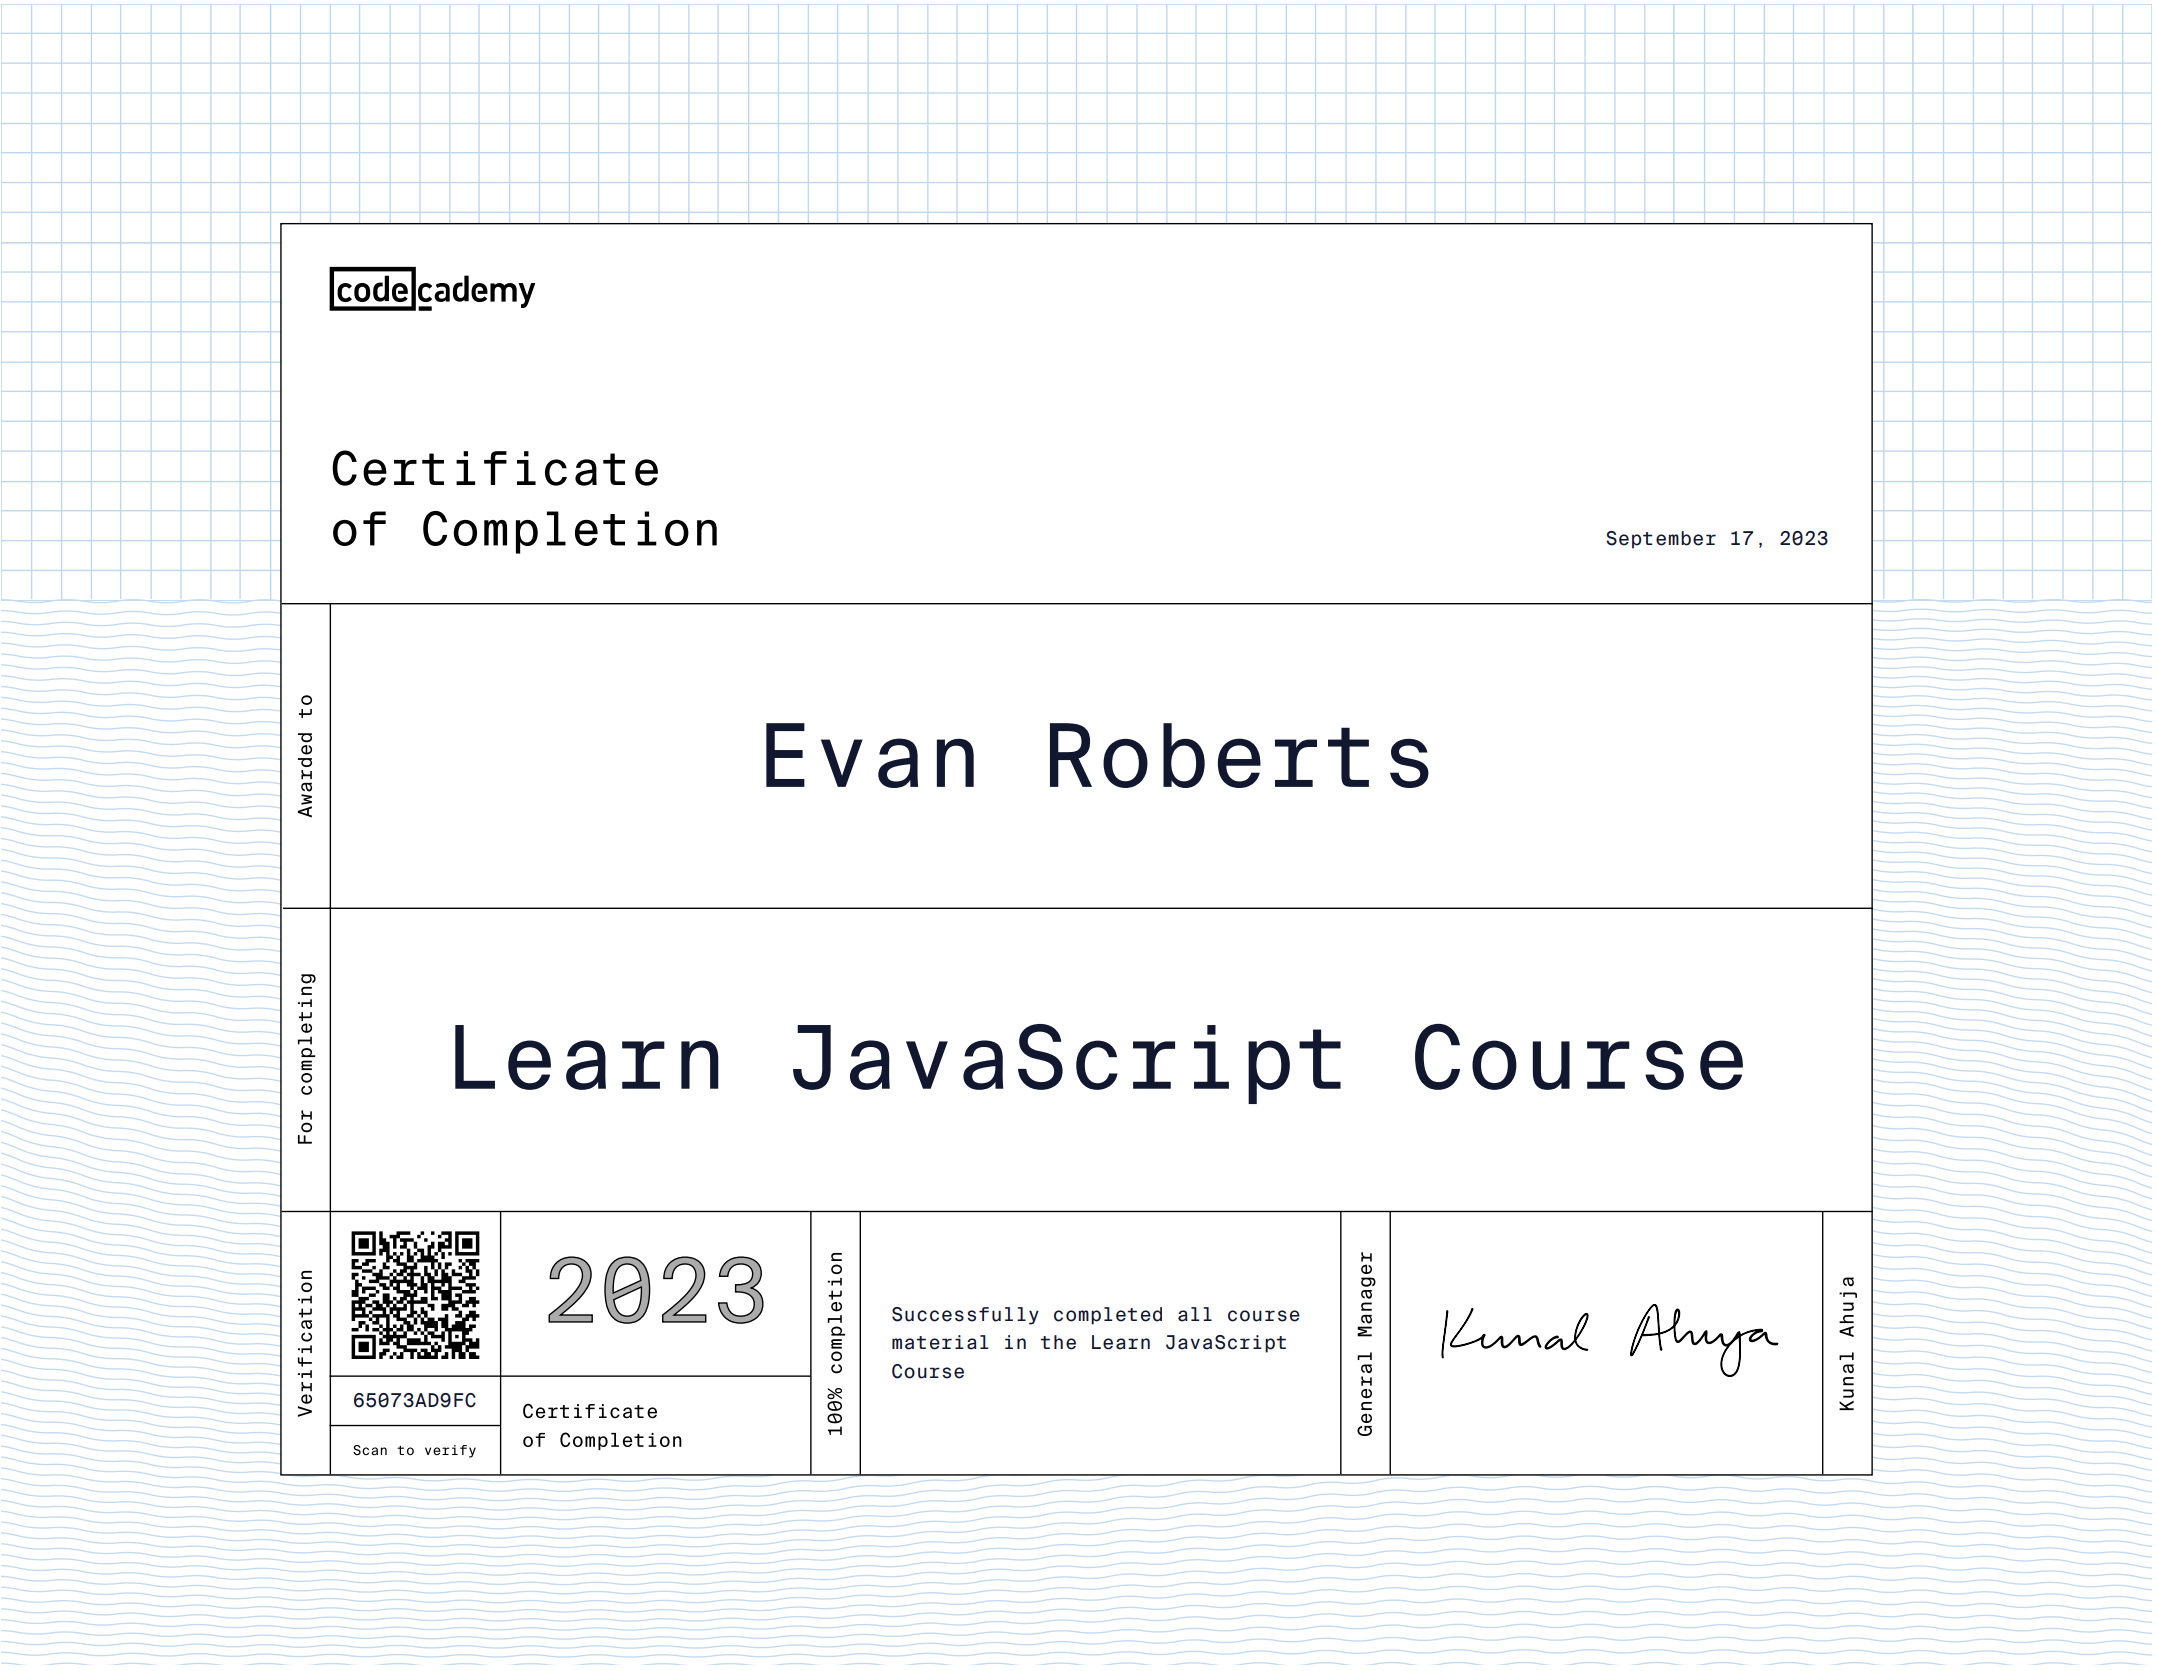 codecademy
Certificate
of Completion
September 17, 2023
Awarded to
Evan Roberts
For completing
Learn JavaScript Course
Verification
65073AD9FC
Scan to verify
2023
Certificate
of Completion
100% completion
Successfully completed all course
material in the Learn JavaScript
Course
General Manager
Kunal Ahuja
Kunal Ahuja